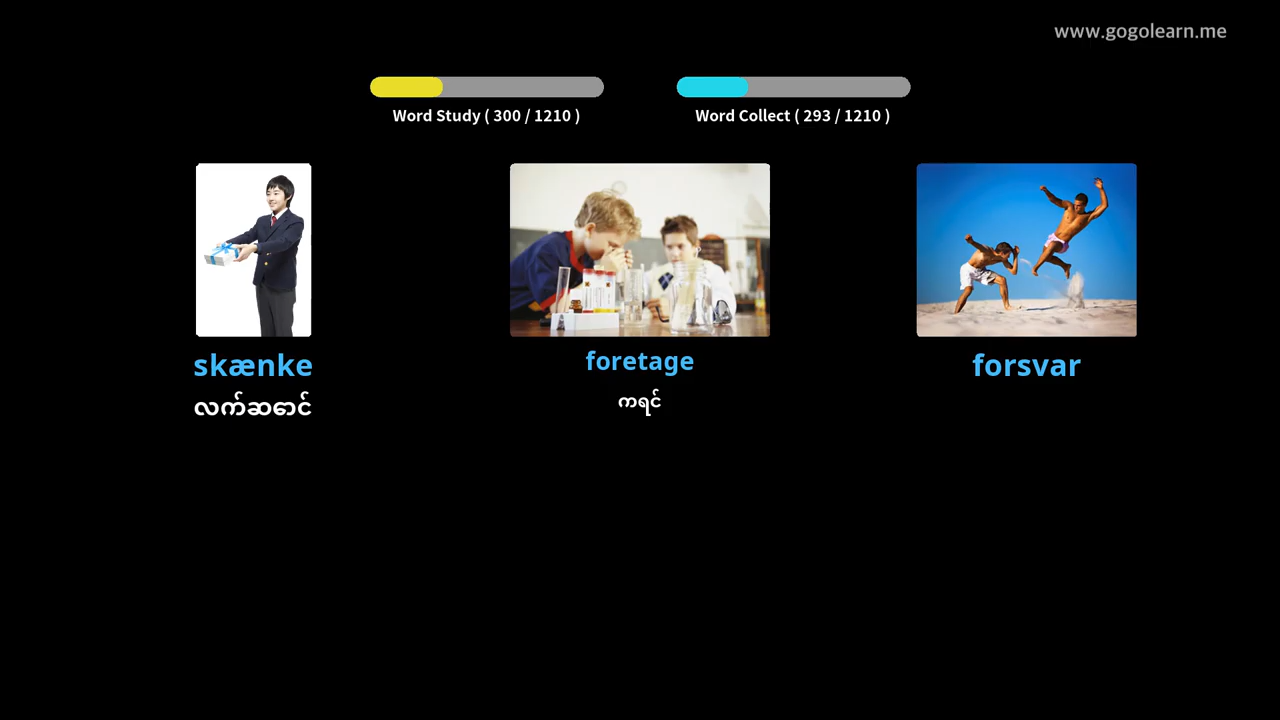 www.gogolearn.me
Word Study ( 300 / 1210 )
Word Collect ( 293 / 1210 )
skænke
foretage
forsvar
လက်ဆောင်
ကရင်